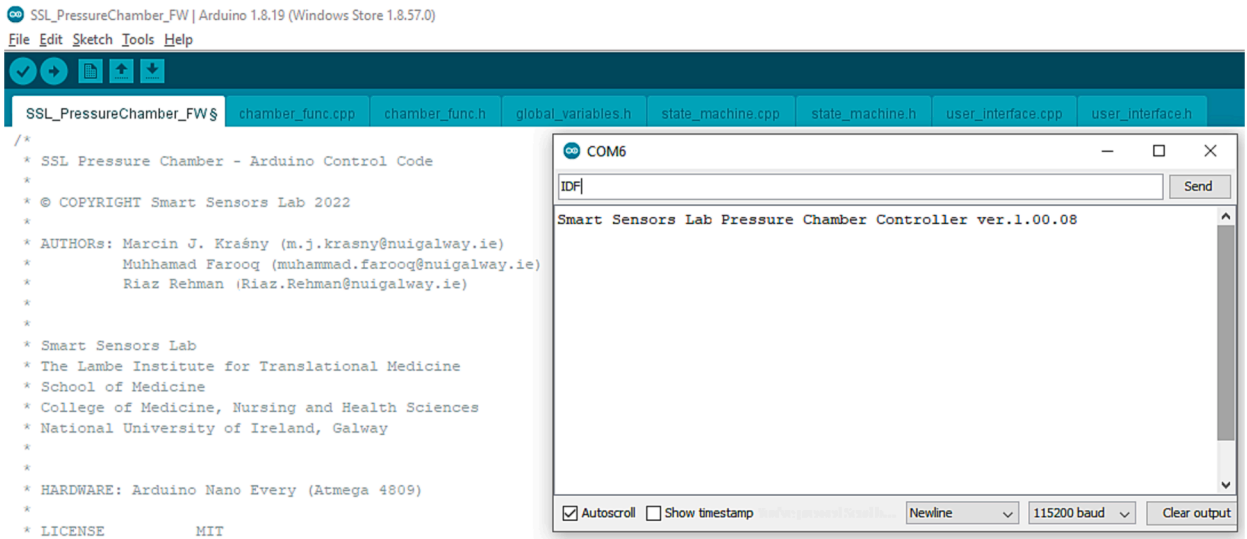 SSL_PressureChamber_FW | Arduino 1.8.19 (Windows Store 1.8.57.0)
File Edit Sketch Tools Help
SSL_PressureChamber_FW § chamber_func.cpp chamber_func.h global_variables.h state_machine.cpp state_machine.h user_interface.cpp user_interface.h
/*
* SSL Pressure Chamber - Arduino Control Code
*
* © COPYRIGHT Smart Sensors Lab 2022
*
* AUTHORs: Marcin J. Kraśny (m.j.krasny@nuigalway.ie)
* Muhhamad Farooq (muhammad.farooq@nuigalway.ie)
* Riaz Rehman (Riaz.Rehman@nuigalway.ie)
*
*
* Smart Sensors Lab
* The Lambe Institute for Translational Medicine
* School of Medicine
* College of Medicine, Nursing and Health Sciences
* National University of Ireland, Galway
*
*
* HARDWARE: Arduino Nano Every (Atmega 4809)
*
* LICENSE MIT
COM6
IDF
Send
Smart Sensors Lab Pressure Chamber Controller ver.1.00.08
Autoscroll Show timestamp Newline 115200 baud Clear output